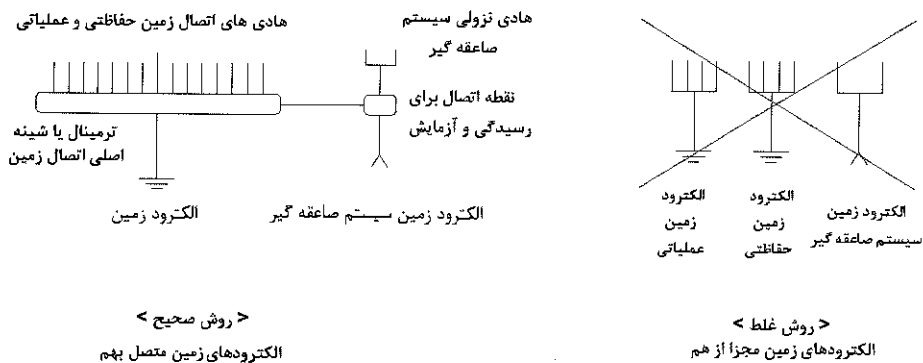 هادی های اتصال زمین حفاظتی و عملیاتی
هادی نزولی سیستم
صاعقه گیر
نقطه اتصال برای
رسیدگی و آزمایش
ترمینال یا شینه
اصلی اتصال زمین
الکترود زمین
الکترود زمین سیستم صاعقه گیر
< روش صحیح >
الکترودهای زمین متصل بهم
الکترود
زمین
عملیاتی
الکترود
زمین
حفاظتی
الکترود زمین
سیستم صاعقه گیر
< روش غلط >
الکترودهای زمین مجزا از هم